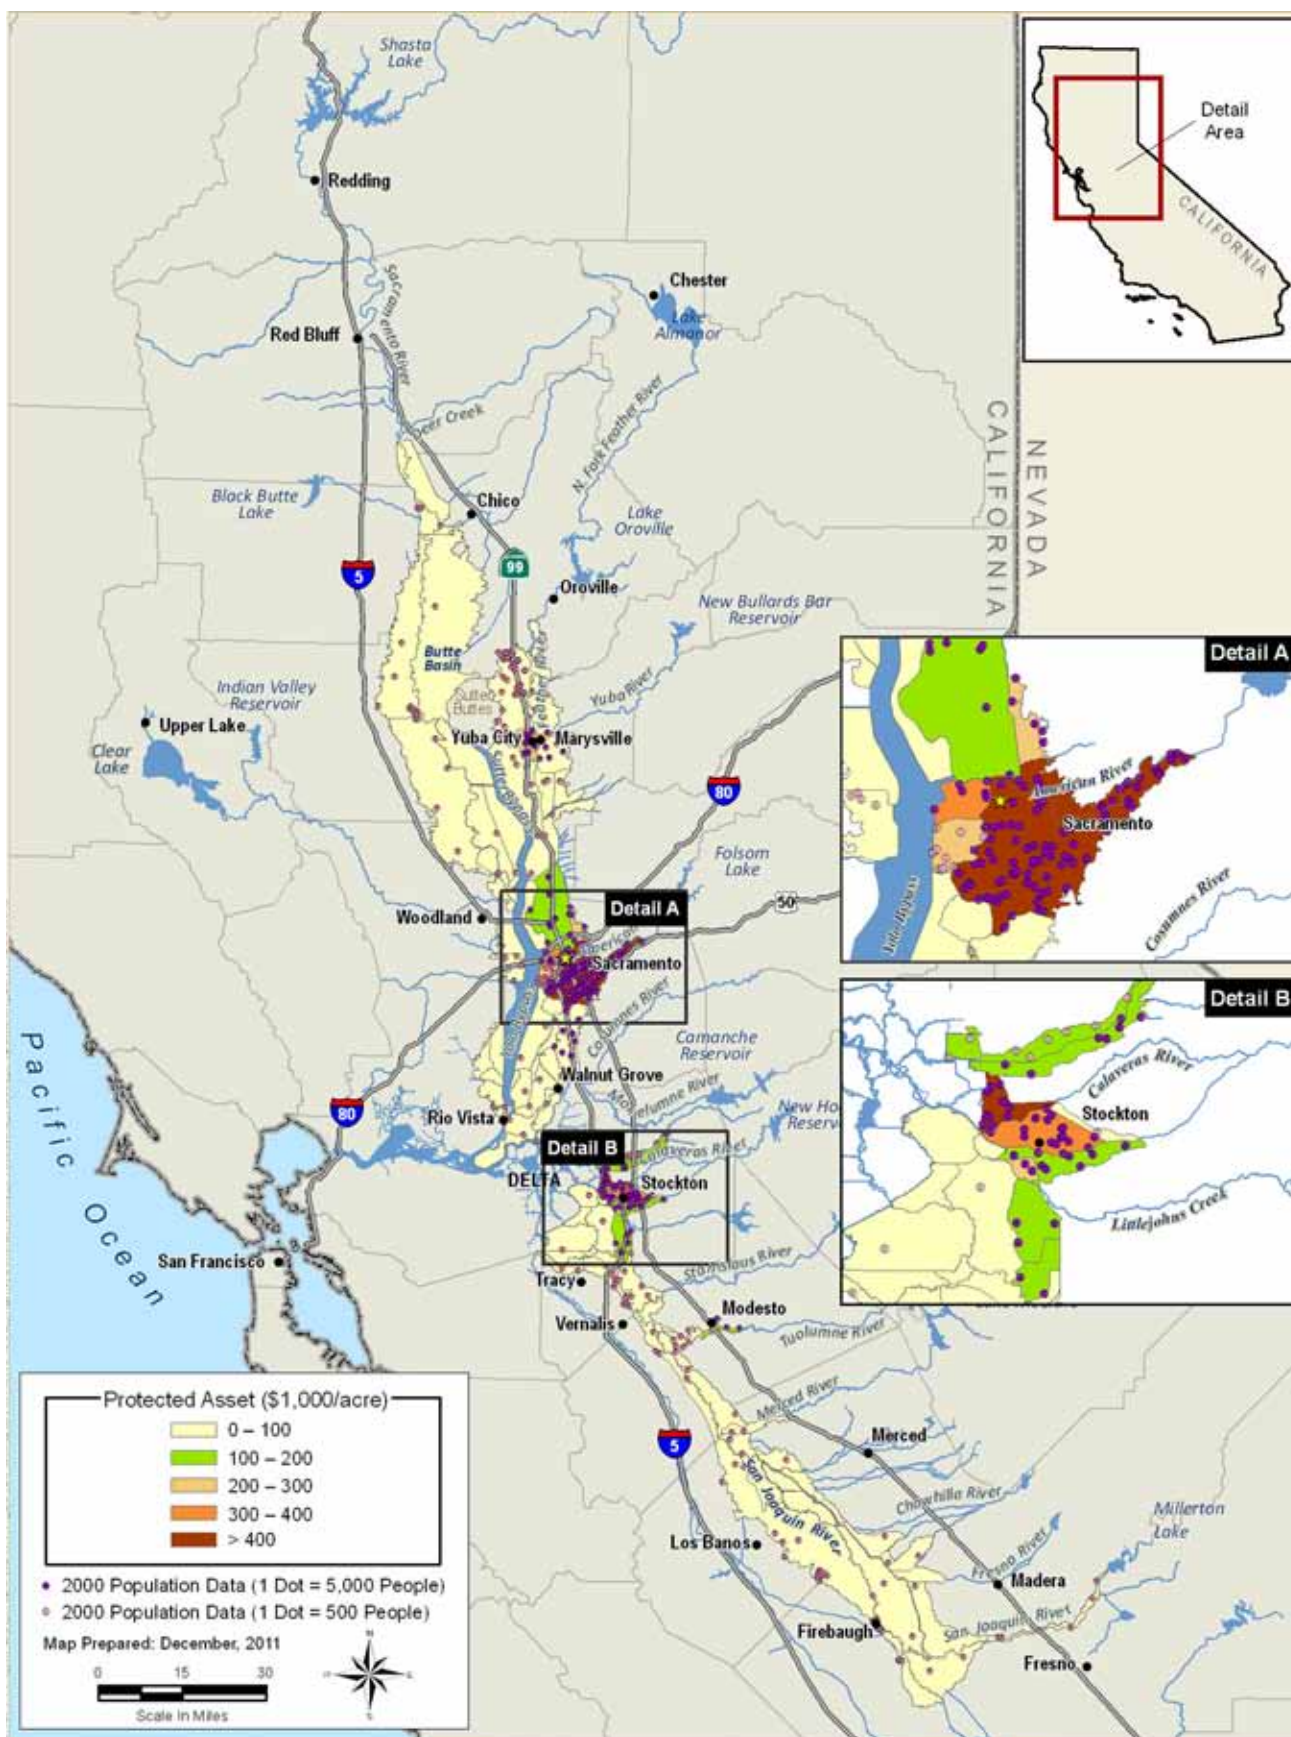 Shasta
Lake
Redding
Detail
Area
CALIFORNIA
Sacramento River
Chester
Lake
Almanor
Red Bluff
Deer Creek
N. Fork Feather River
CALIFORNIA
NEVADA
Black Butte
Lake
Chico
Lake
Oroville
5
99
Oroville
New Bullards Bar
Reservoir
Butte
Basin
Feather River
Yuba River
Sutter
Buttes
Indian Valley
Reservoir
Upper Lake
Yuba City
Marysville
Clear
Lake
Sutter Bypass
80
Folsom
Lake
50
Woodland
Detail A
American
Sacramento
Cosumnes River
Camanche
Reservoir
Walnut Grove
Mokelumne River
80
Rio Vista
New Ho
Reserv
Detail B
Calaveras River
DELTA
Stockton
Pacific Ocean
San Francisco
Stanislaus River
Tracy
Modesto
Vernalis
Tuolumne River
Merced River
5
Merced
San Joaquin River
Chowhilla River
Millerton
Lake
Los Banos
Fresno River
Madera
San Joaquin River
Firebaugh
Fresno
Detail A
American River
Sacramento
Yolo Bypass
Cosumnes River
Detail B
Calaveras River
Stockton
Littlejohns Creek
Protected Asset ($1,000/acre)
0 – 100
100 – 200
200 – 300
300 – 400
> 400
2000 Population Data (1 Dot = 5,000 People)
2000 Population Data (1 Dot = 500 People)
Map Prepared: December, 2011
0 15 30
Scale In Miles
N